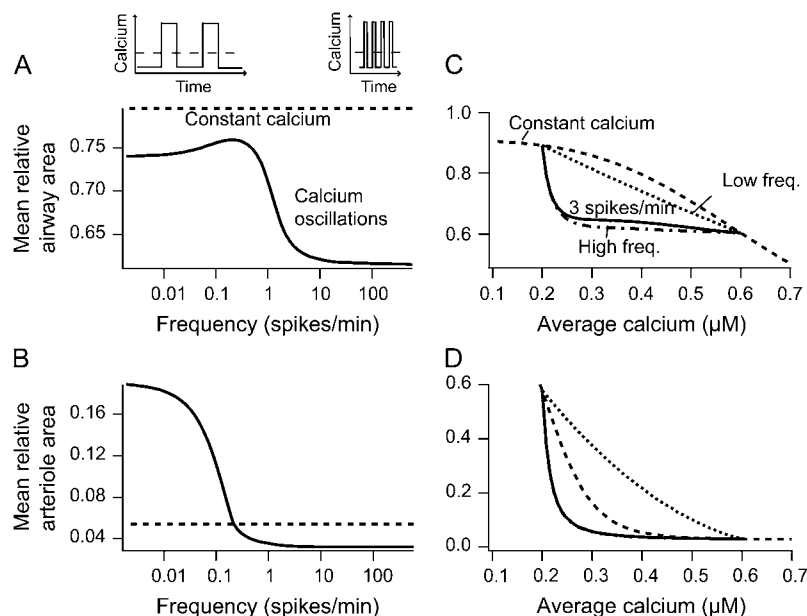 Calcium
Time
Calcium
Time
A
Mean relative
airway area
0.75
0.70
0.65
Constant calcium
Calcium
oscillations
0.01
0.1
1
10
100
Frequency (spikes/min)
C
1.0
0.8
0.6
0.4
Constant calcium
Low freq.
3 spikes/min
High freq.
0.1
0.2
0.3
0.4
0.5
0.6
0.7
Average calcium (µM)
B
Mean relative
arteriole area
0.16
0.12
0.08
0.04
0.01
0.1
1
10
100
Frequency (spikes/min)
D
0.6
0.4
0.2
0.0
0.1
0.2
0.3
0.4
0.5
0.6
0.7
Average calcium (µM)